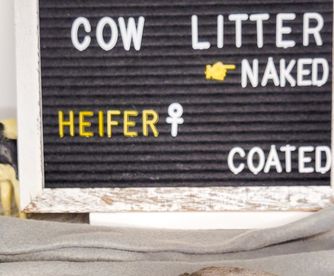 COW LITTER
NAKED
HEIFER
COATED